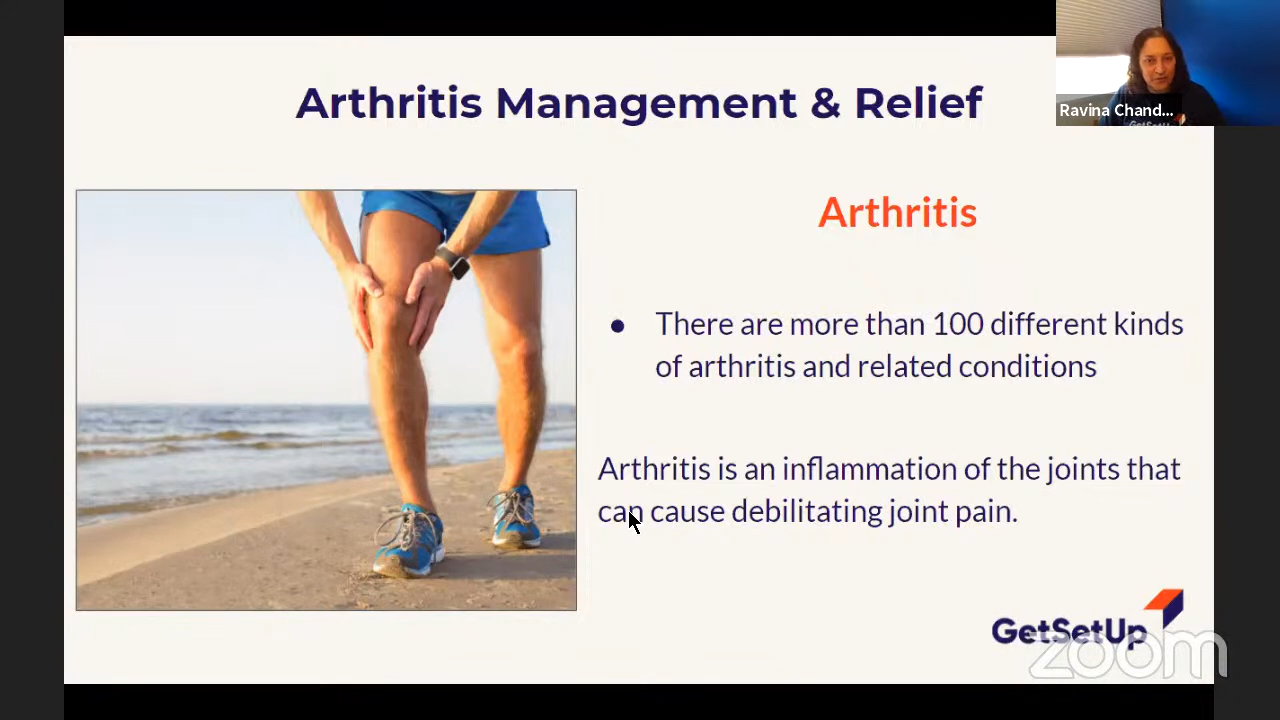 Arthritis Management & Relief
Ravina Chand...
GetSetUp
Arthritis
● There are more than 100 different kinds
of arthritis and related conditions
Arthritis is an inflammation of the joints that
can cause debilitating joint pain.
GetSetUp
zoom